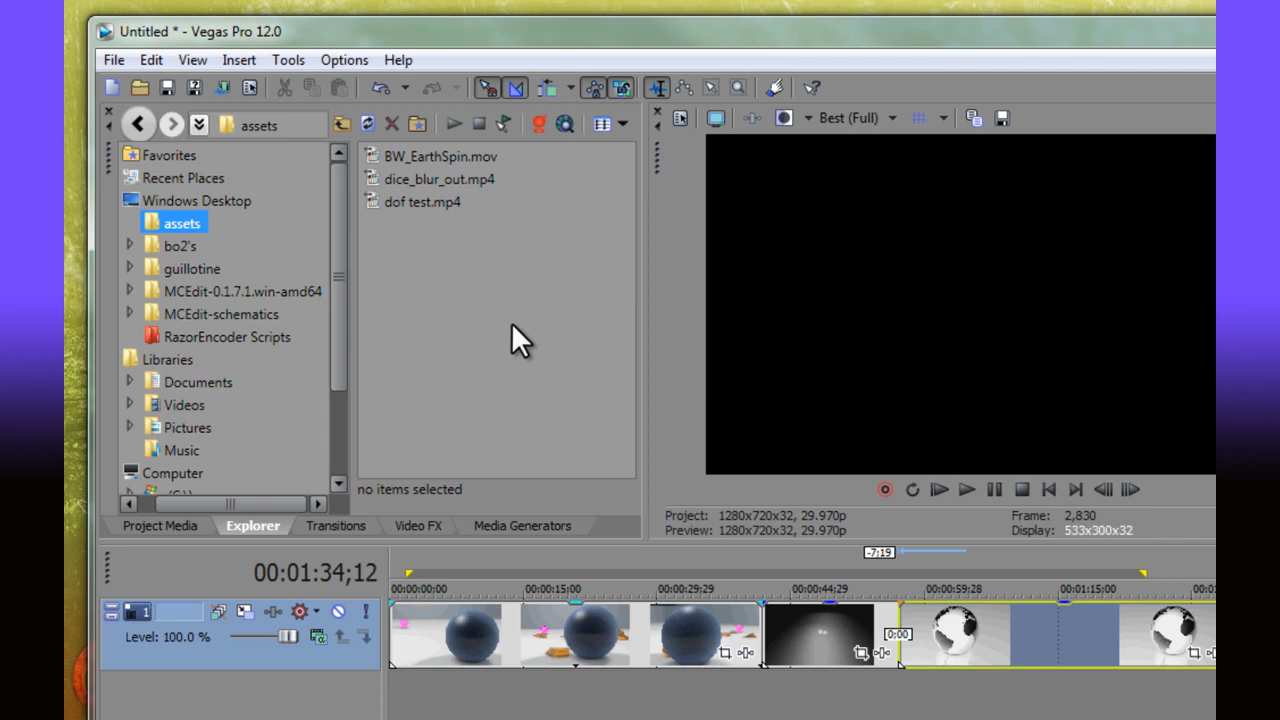 Untitled * - Vegas Pro 12.0
File Edit View Insert Tools Options Help
assets
Best (Full)
Favorites
Recent Places
Windows Desktop
assets
bo2's
guillotine
MCEdit-0.1.7.1.win-amd64
MCEdit-schematics
RazorEncoder Scripts
Libraries
Documents
Videos
Pictures
Music
Computer
BW_EarthSpin.mov
dice_blur_out.mp4
dof test.mp4
no items selected
Project Media Explorer Transitions Video FX Media Generators
Project: 1280x720x32, 29.970p
Preview: 1280x720x32, 29.970p
Frame: 2,830
Display: 533x300x32
-7;19
00:01:34;12
00:00:00;00 00:00:15;00 00:00:29;29 00:00:44;29 00:00:59;28 00:01:15;00
1
Level: 100.0 %
0;00